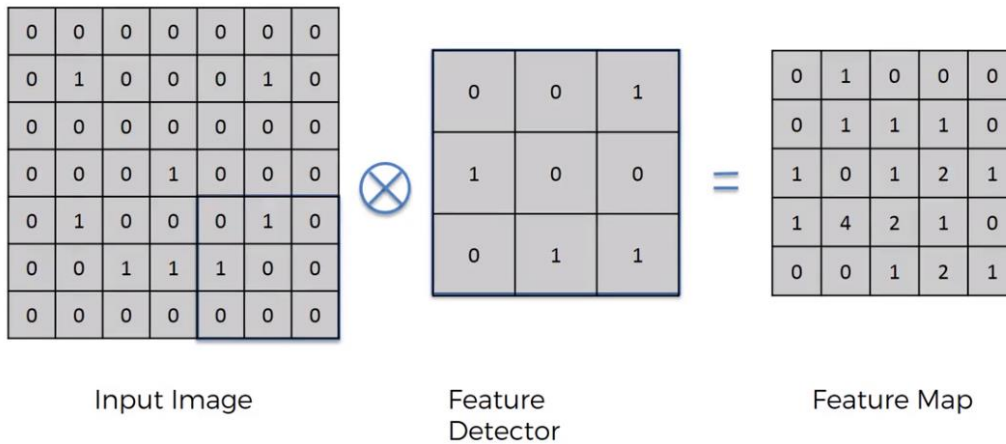 0 0 0 0 0 0 0
0 1 0 0 0 1 0
0 0 0 0 0 0 0
0 0 0 1 0 0 0
0 1 0 0 0 1 0
0 0 1 1 1 0 0
0 0 0 0 0 0 0
Input Image
0 0 1
1 0 0
0 1 1
Feature
Detector
=
0 1 0 0 0
0 1 1 1 0
1 0 1 2 1
1 4 2 1 0
0 0 1 2 1
Feature Map